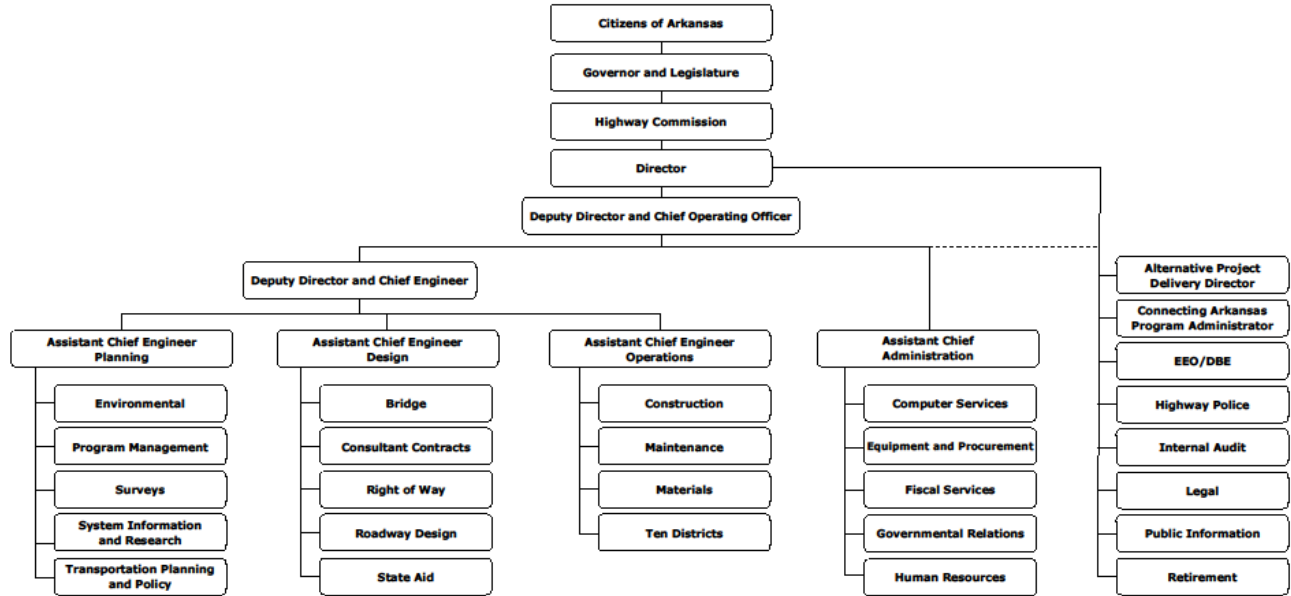 Citizens of Arkansas
Governor and Legislature
Highway Commission
Director
Deputy Director and Chief Operating Officer
Deputy Director and Chief Engineer
Assistant Chief Engineer
Planning
Environmental
Program Management
Surveys
System Information
and Research
Transportation Planning
and Policy
Assistant Chief Engineer
Design
Bridge
Consultant Contracts
Right of Way
Roadway Design
State Aid
Assistant Chief Engineer
Operations
Construction
Maintenance
Materials
Ten Districts
Assistant Chief
Administration
Computer Services
Equipment and Procurement
Fiscal Services
Governmental Relations
Human Resources
Alternative Project
Delivery Director
Connecting Arkansas
Program Administrator
EEO/DBE
Highway Police
Internal Audit
Legal
Public Information
Retirement